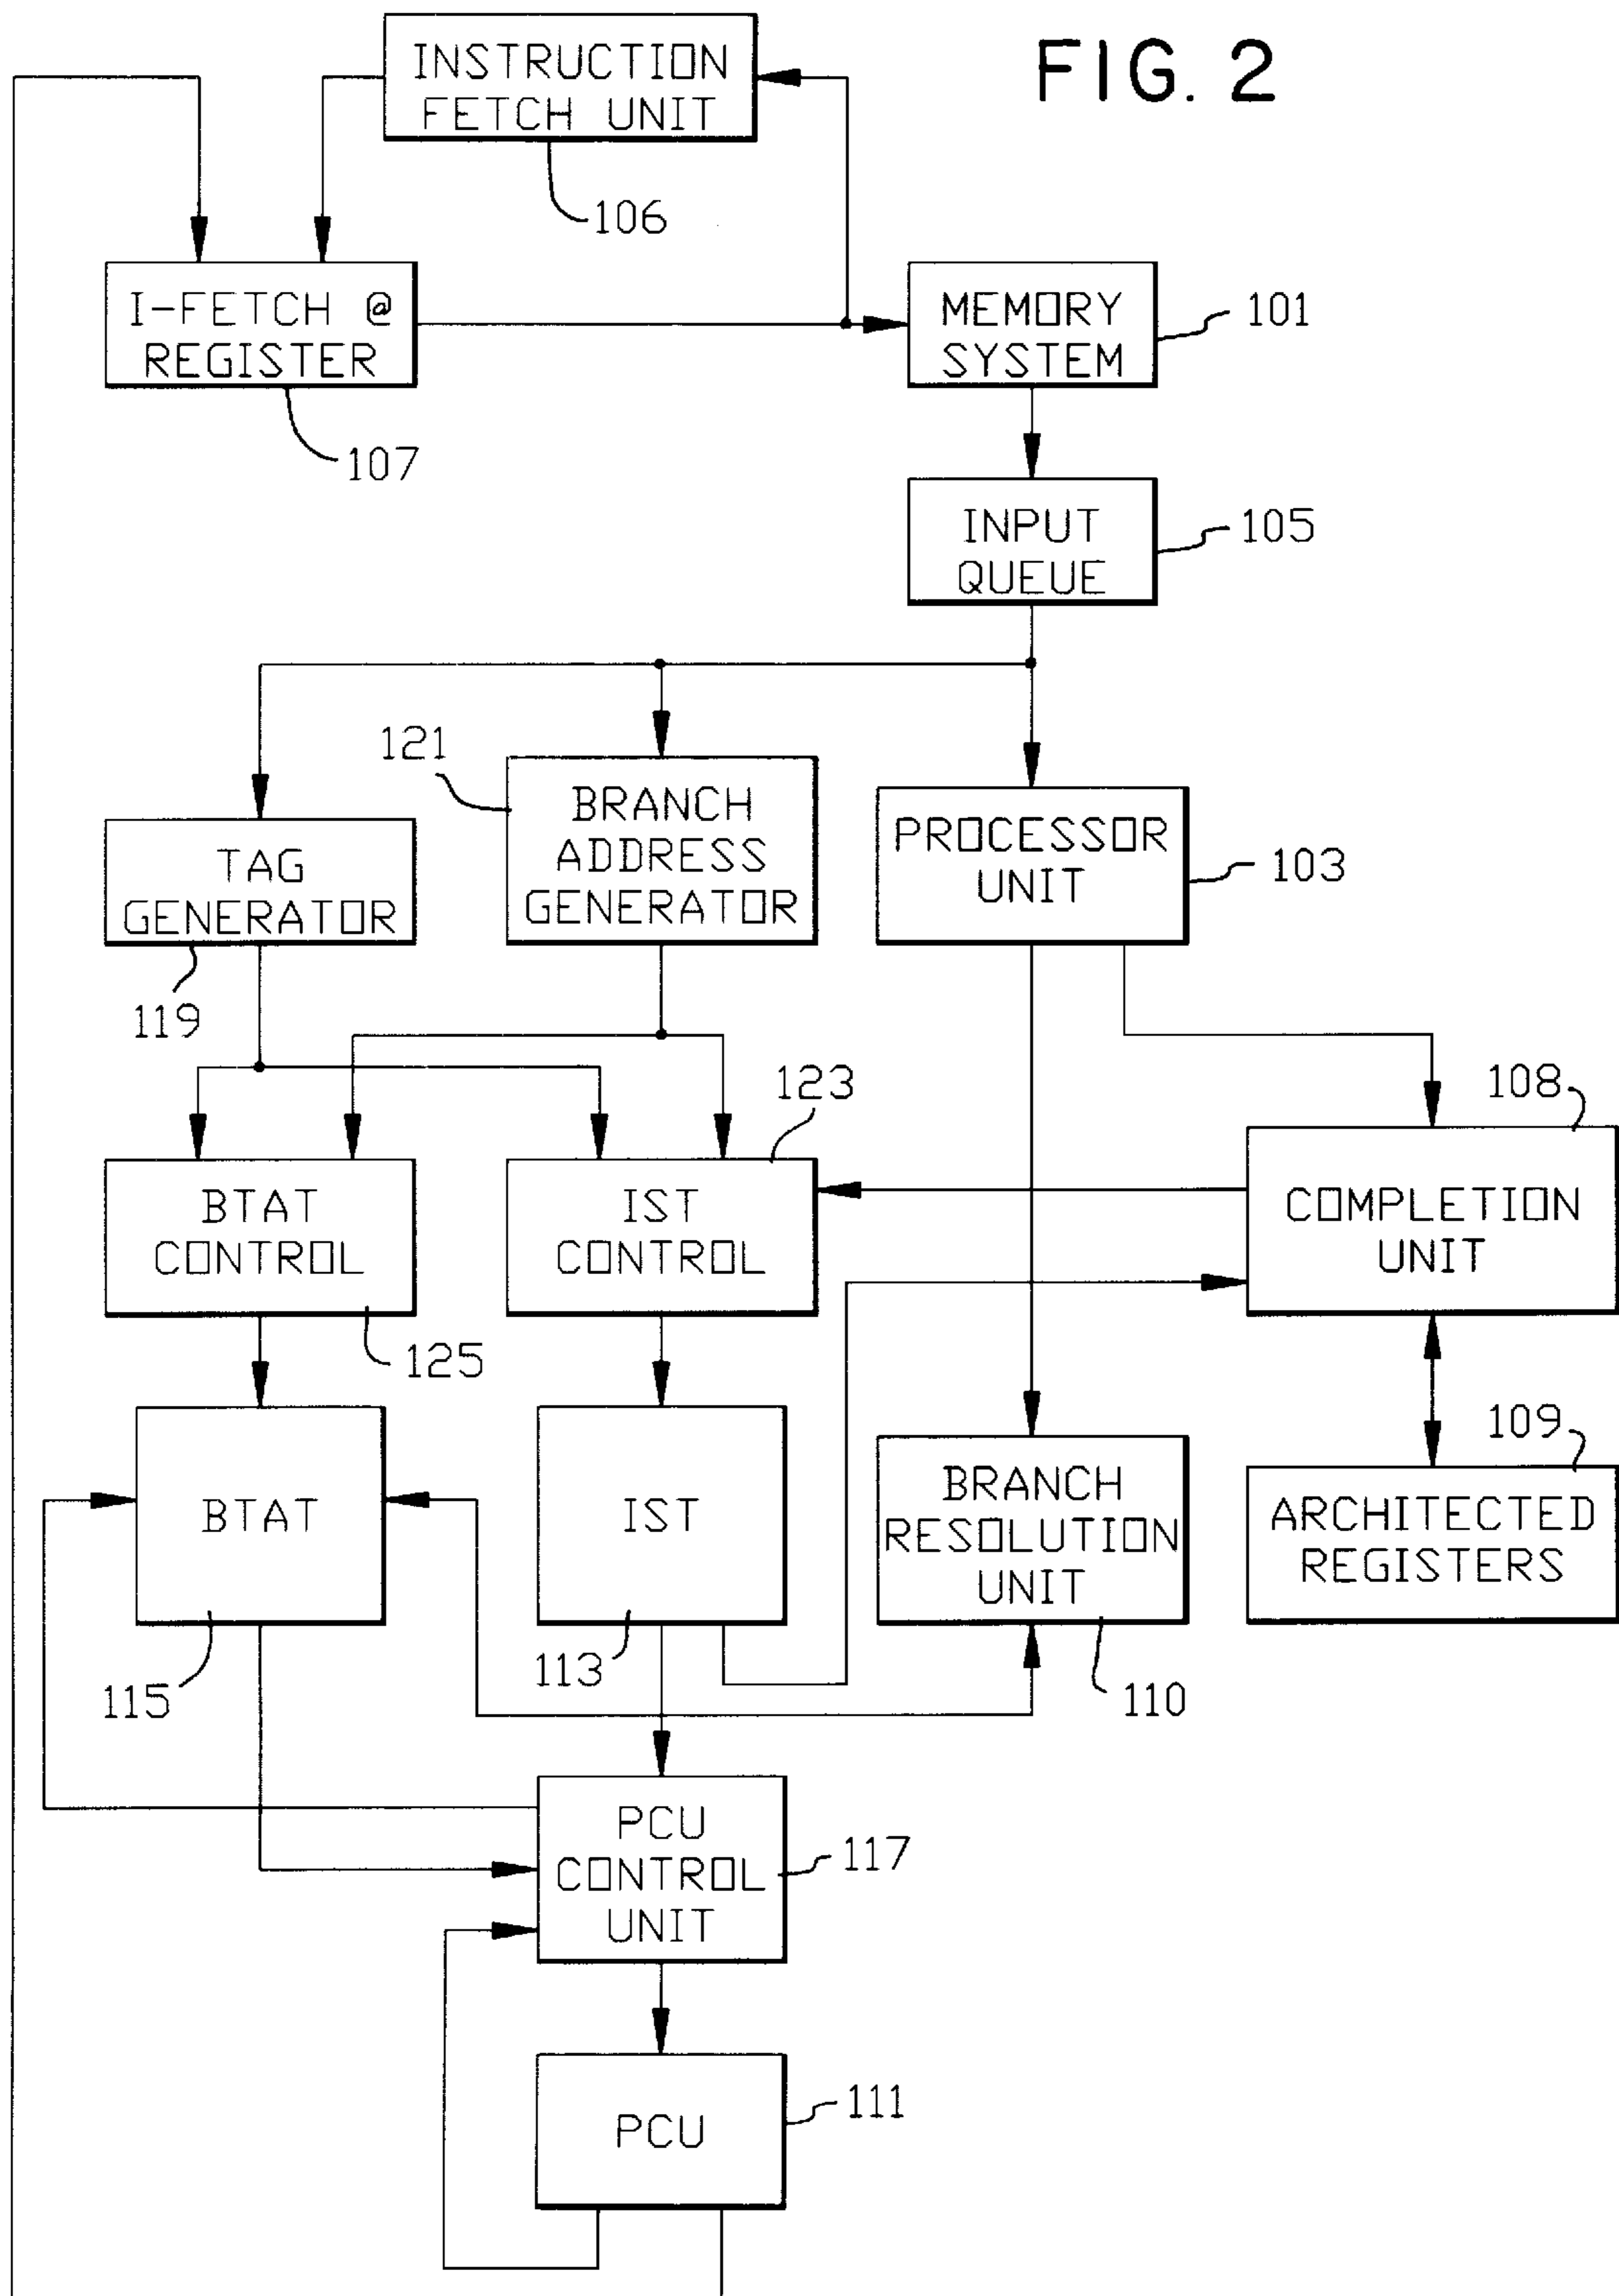 FIG. 2
INSTRUCTION
FETCH UNIT
106
I-FETCH @
REGISTER
107
MEMORY
SYSTEM
101
INPUT
QUEUE
105
121
BRANCH
ADDRESS
GENERATOR
PROCESSOR
UNIT
103
TAG
GENERATOR
119
123
108
BTAT
CONTROL
125
IST
CONTROL
COMPLETION
UNIT
109
BTAT
115
IST
113
BRANCH
RESOLUTION
UNIT
110
ARCHITECTED
REGISTERS
PCU
CONTROL
UNIT
117
PCU
111